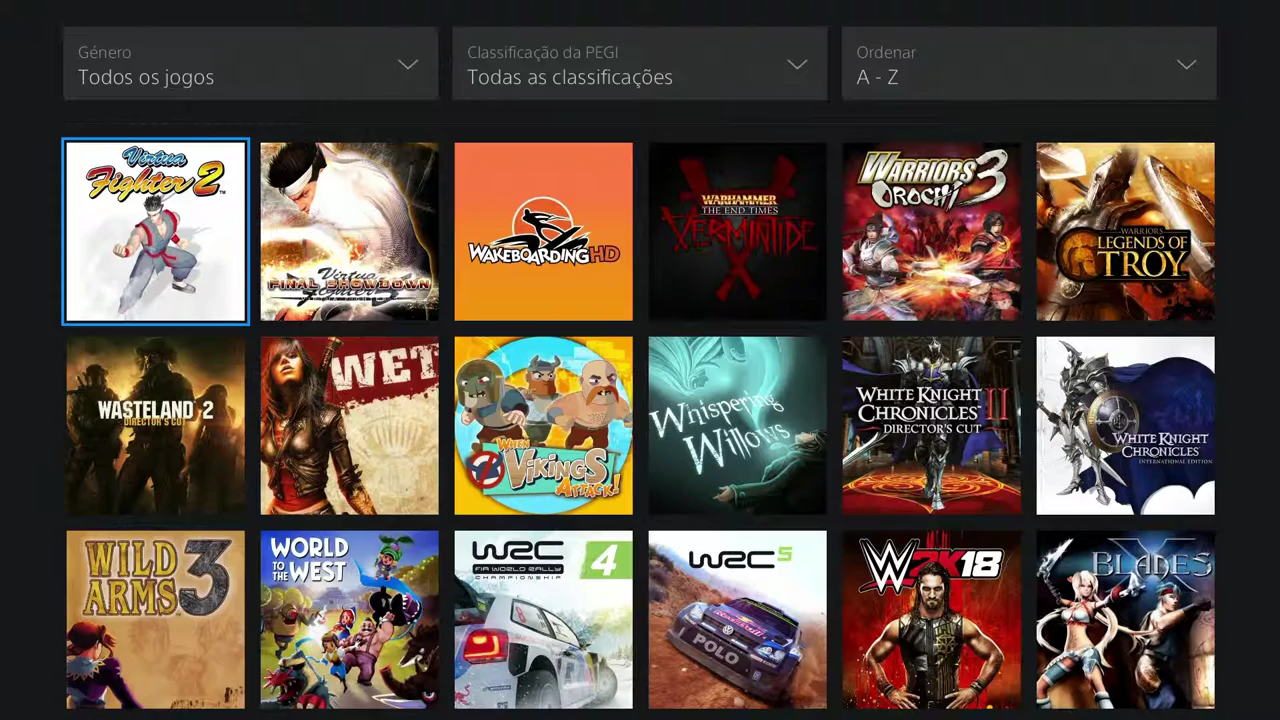 Género
Todos os jogos
Classificação da PEGI
Todas as classificações
Ordenar
A - Z
Virtua
Fighter 2™
Virtua
Fighter
FINAL SHOWDOWN
WAKEBOARDING HD
WARHAMMER
THE END TIMES
VERMINTIDE
WARRIORS
OROCHI 3
WARRIORS
LEGENDS OF
TROY
WASTELAND 2
DIRECTOR'S CUT
WET
WHEN
VIKINGS
ATTACK!
Whispering
Willows
WHITE KNIGHT
CHRONICLES II
DIRECTOR'S CUT
WHITE KNIGHT
CHRONICLES
INTERNATIONAL EDITION
WILD
ARMS 3
WORLD
TO THE WEST
WRC 4
FIA WORLD RALLY
CHAMPIONSHIP
WRC 5
POLO
W 2K18
X BLADES